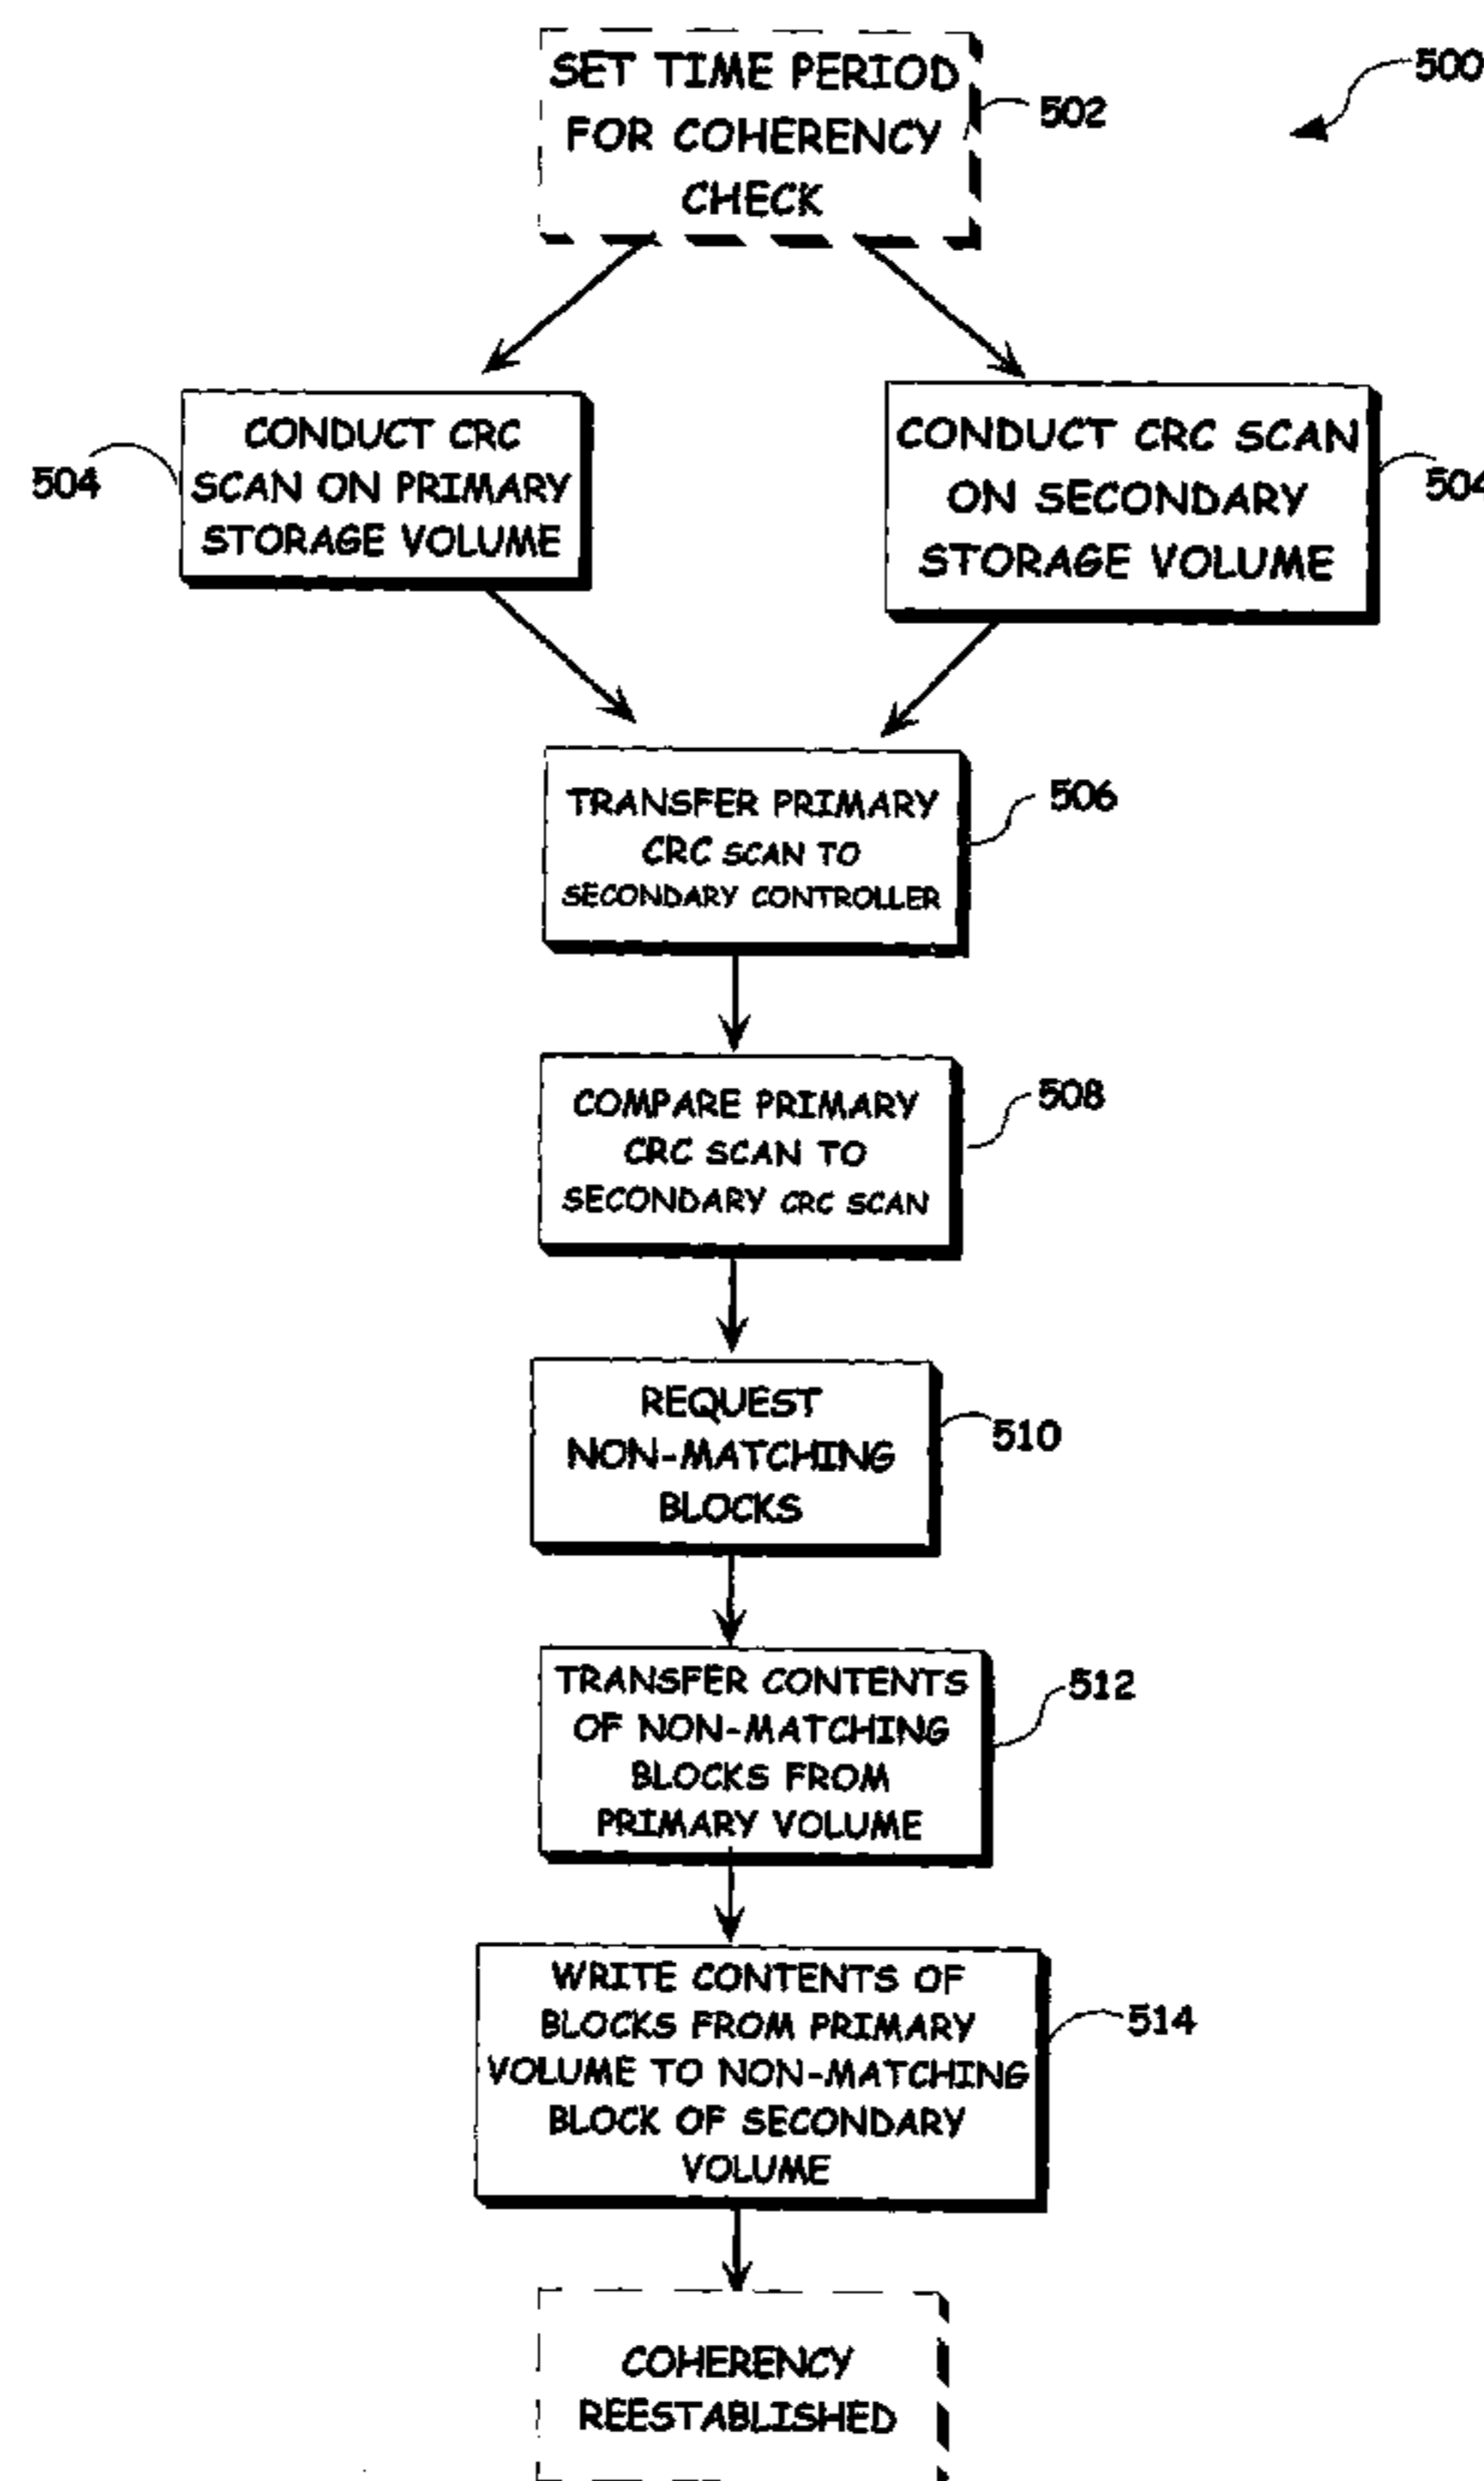 500
SET TIME PERIOD
FOR COHERENCY
CHECK
502
CONDUCT CRC
SCAN ON PRIMARY
STORAGE VOLUME
504
CONDUCT CRC SCAN
ON SECONDARY
STORAGE VOLUME
504
TRANSFER PRIMARY
CRC SCAN TO
SECONDARY CONTROLLER
506
COMPARE PRIMARY
CRC SCAN TO
SECONDARY CRC SCAN
508
REQUEST
NON-MATCHING
BLOCKS
510
TRANSFER CONTENTS
OF NON-MATCHING
BLOCKS FROM
PRIMARY VOLUME
512
WRITE CONTENTS OF
BLOCKS FROM PRIMARY
VOLUME TO NON-MATCHING
BLOCK OF SECONDARY
VOLUME
514
COHERENCY
REESTABLISHED